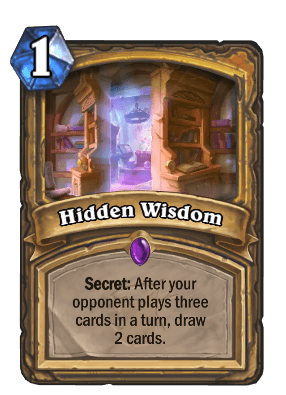 1
Hidden Wisdom
Secret: After your
opponent plays three
cards in a turn, draw
2 cards.